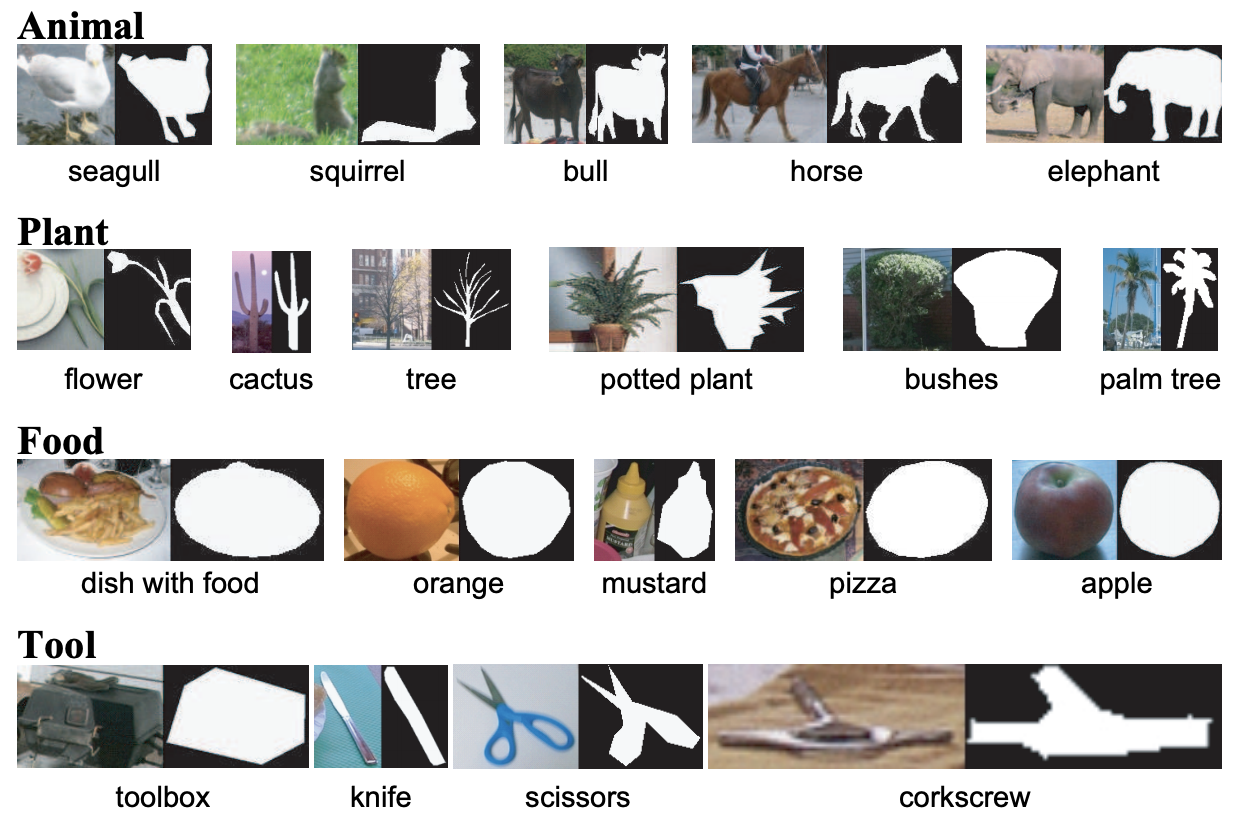 Animal
seagull squirrel bull horse elephant
Plant
flower cactus tree potted plant bushes palm tree
Food
MUSTARD
dish with food orange mustard pizza apple
Tool
toolbox knife scissors corkscrew